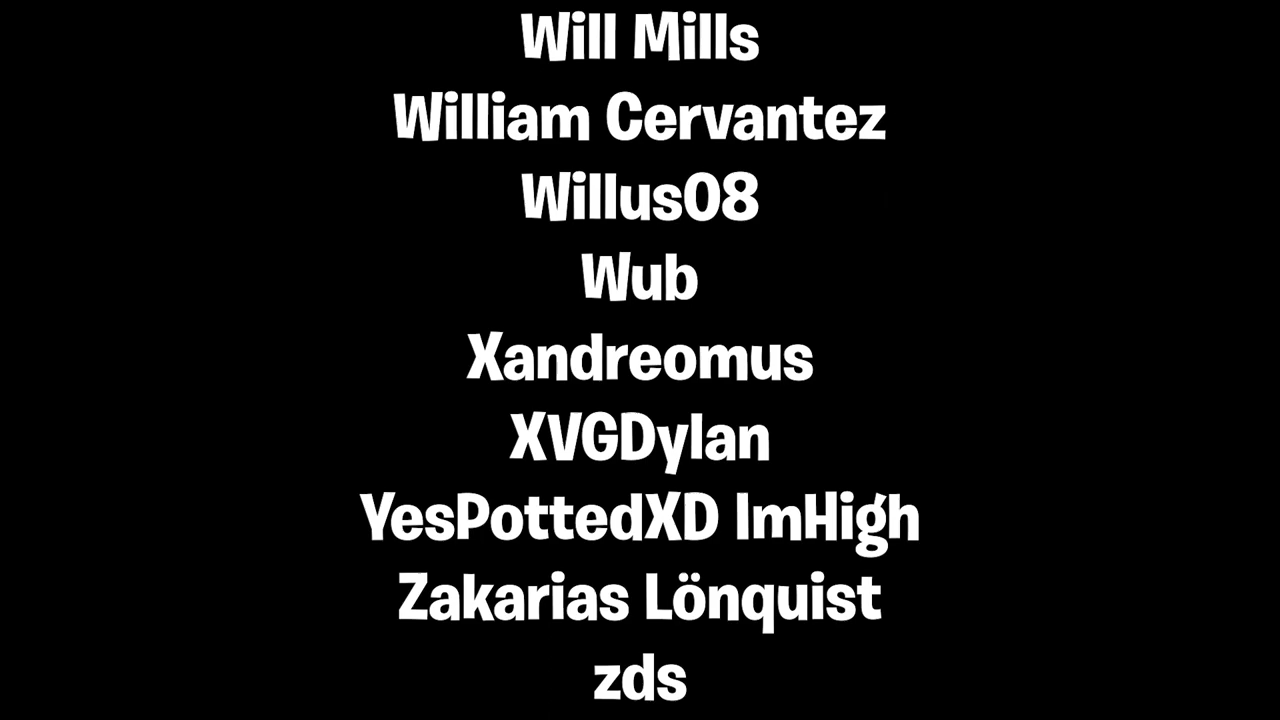 Will Mills
William Cervantez
Willus08
Wub
Xandreomus
XVGDylan
YesPottedXD ImHigh
Zakarias Lönquist
zds